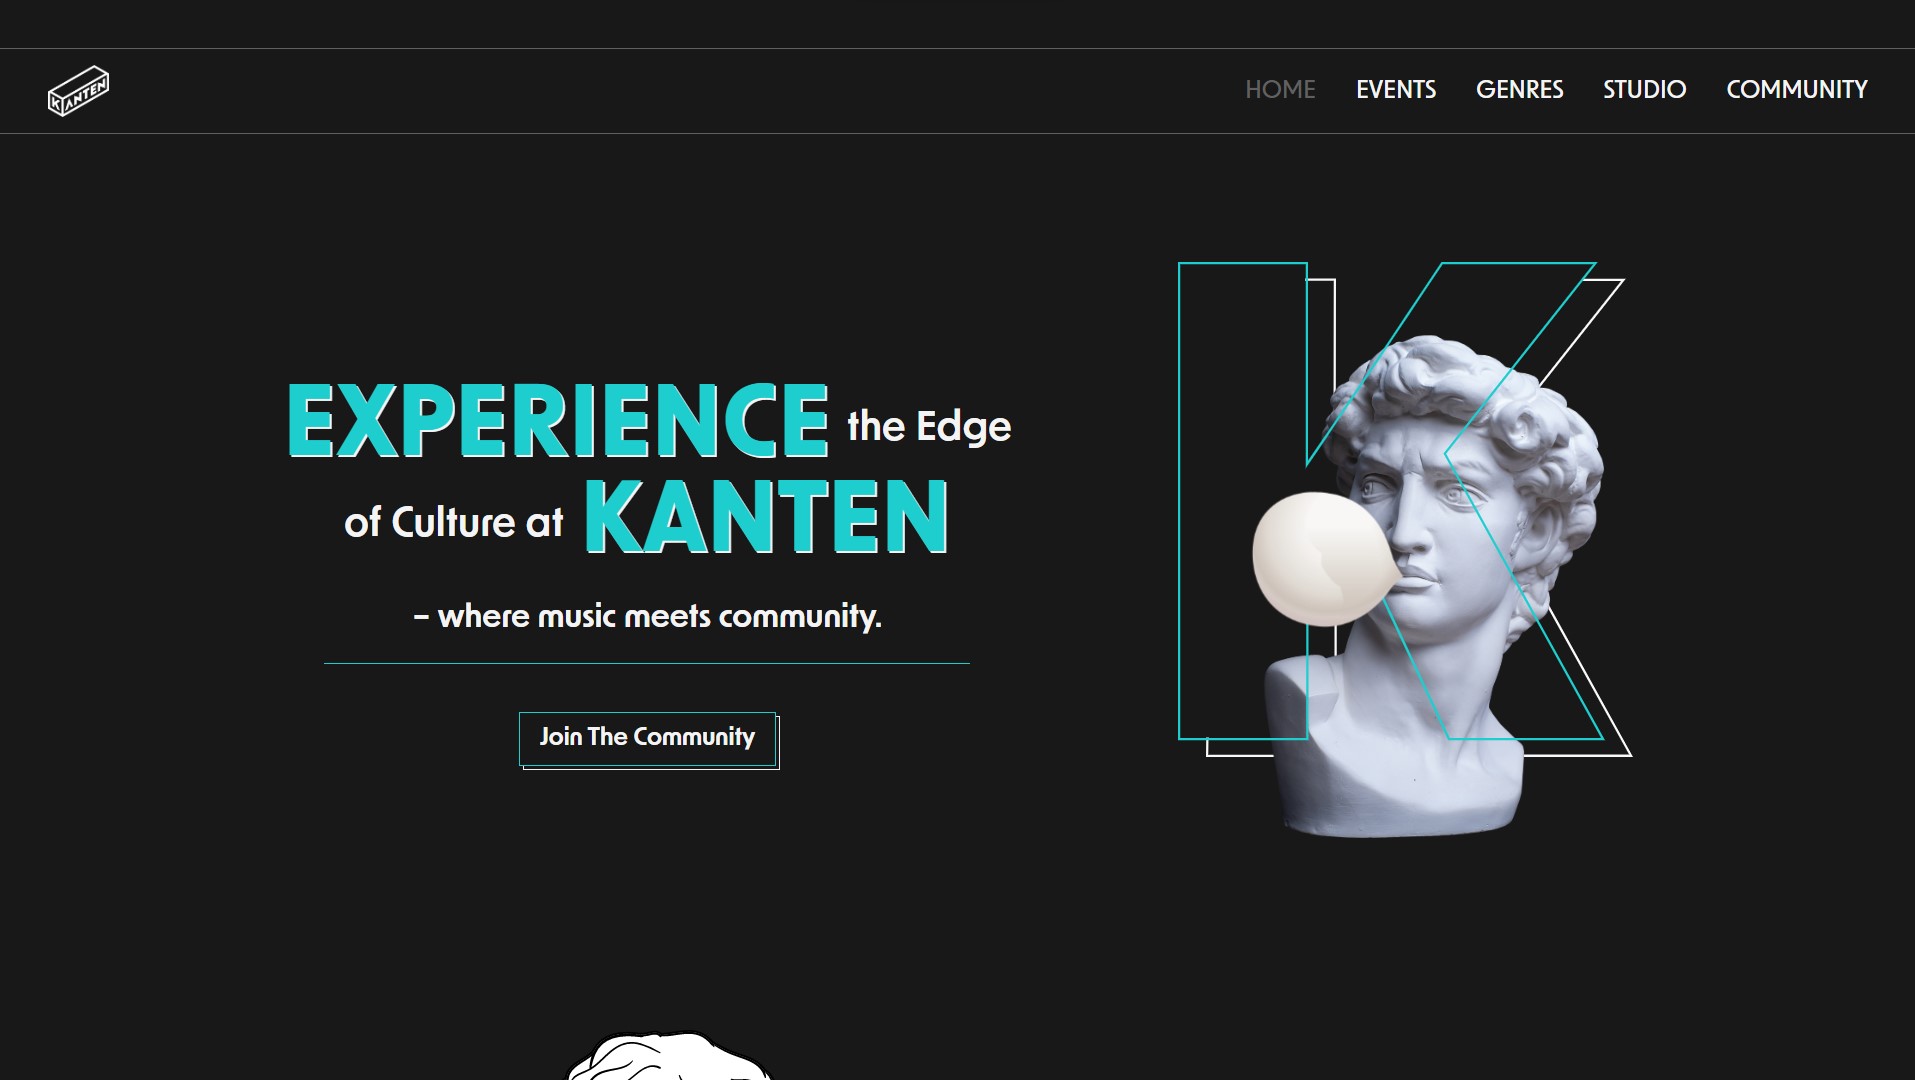 KANTEN
HOME EVENTS GENRES STUDIO COMMUNITY
EXPERIENCE the Edge
of Culture at KANTEN
– where music meets community.
Join The Community
K